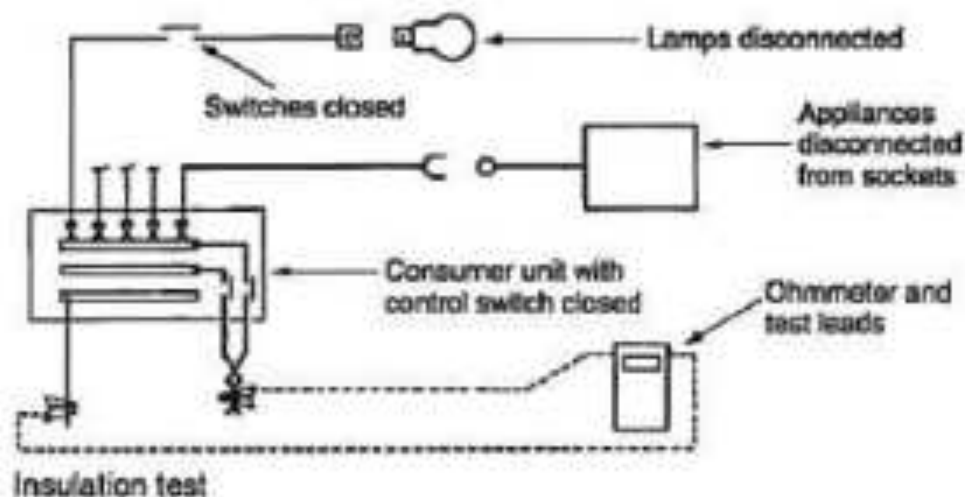 Lamps disconnected
Switches closed
Appliances
disconnected
from sockets
Consumer unit with
control switch closed
Ohmmeter and
test leads
Insulation test